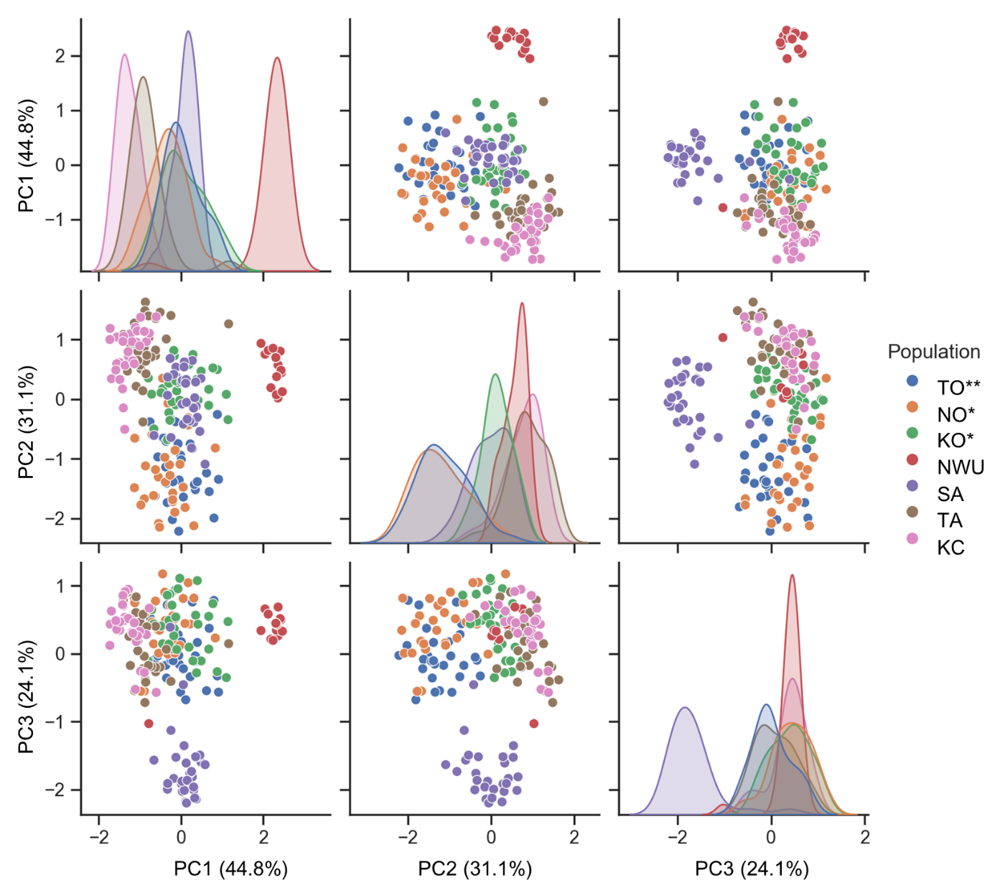 PC1 (44.8%)
2
1
0
−1
PC2 (31.1%)
1
0
−1
−2
Population
TO**
NO*
KO*
NWU
SA
TA
KC
PC3 (24.1%)
1
0
−1
−2
−2 0 2
−2 0 2
−2 0 2
PC1 (44.8%)
PC2 (31.1%)
PC3 (24.1%)